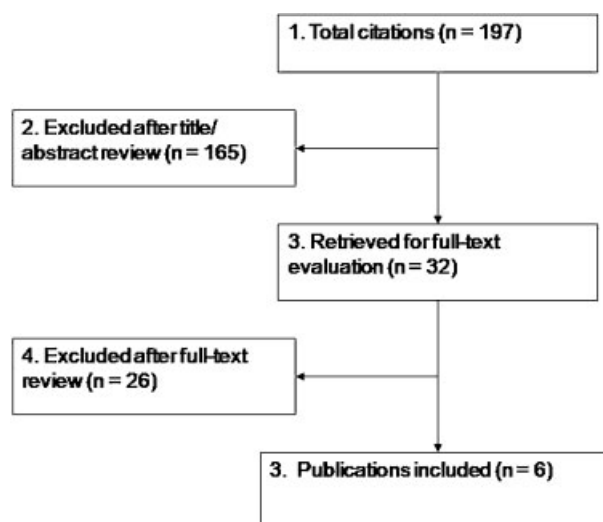 1. Total citations (n = 197)
2. Excluded after title/
abstract review (n = 165)
3. Retrieved for full-text
evaluation (n = 32)
4. Excluded after full-text
review (n = 26)
3. Publications included (n = 6)